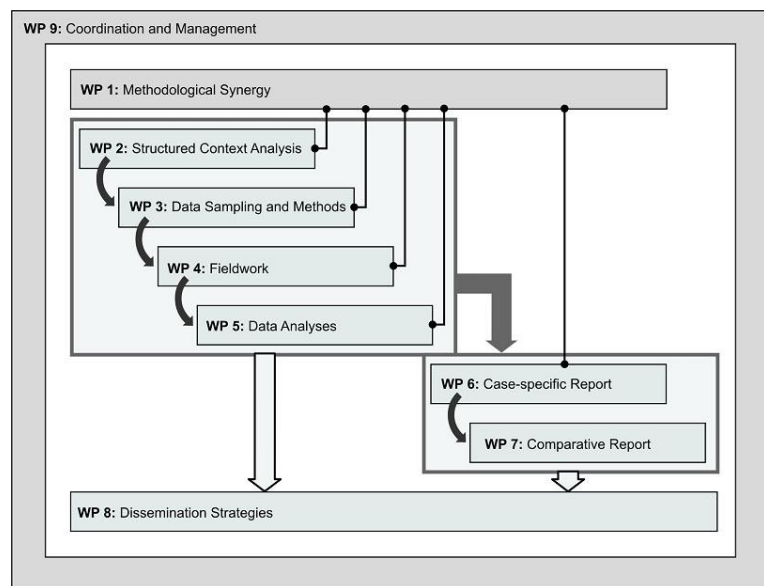 WP 9: Coordination and Management
WP 1: Methodological Synergy
WP 2: Structured Context Analysis
WP 3: Data Sampling and Methods
WP 4: Fieldwork
WP 5: Data Analyses
WP 6: Case-specific Report
WP 7: Comparative Report
WP 8: Dissemination Strategies